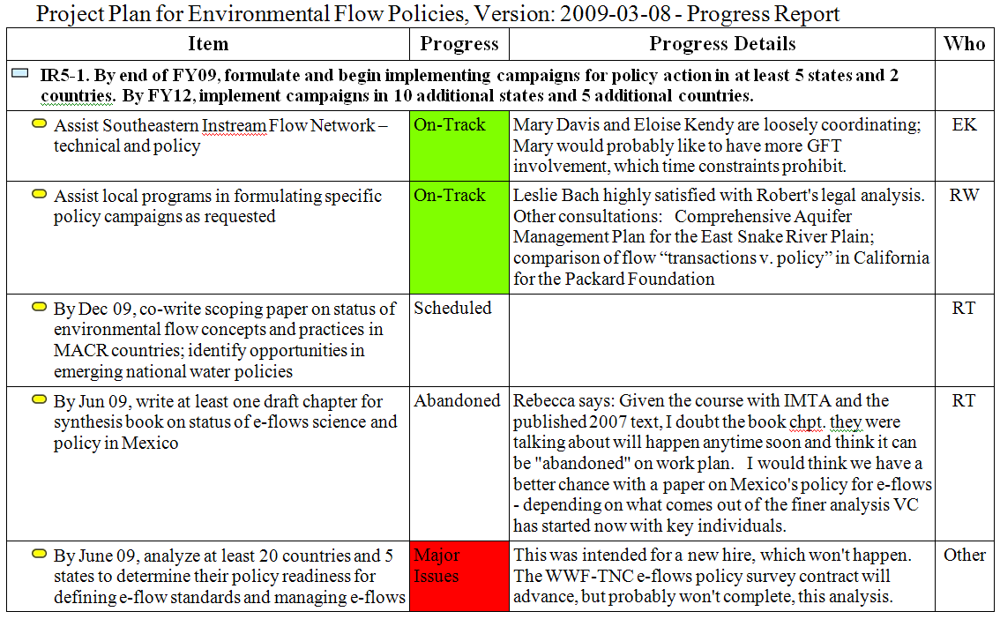 Project Plan for Environmental Flow Policies, Version: 2009-03-08 - Progress Report
Item Progress Progress Details Who
IR5-1. By end of FY09, formulate and begin implementing campaigns for policy action in at least 5 states and 2
countries. By FY12, implement campaigns in 10 additional states and 5 additional countries.
Assist Southeastern Instream Flow Network –
technical and policy
On-Track
Mary Davis and Eloise Kendy are loosely coordinating;
Mary would probably like to have more GFT
involvement, which time constraints prohibit.
EK
Assist local programs in formulating specific
policy campaigns as requested
On-Track
Leslie Bach highly satisfied with Robert's legal analysis.
Other consultations: Comprehensive Aquifer
Management Plan for the East Snake River Plain;
comparison of flow “transactions v. policy” in California
for the Packard Foundation
RW
By Dec 09, co-write scoping paper on status of
environmental flow concepts and practices in
MACR countries; identify opportunities in
emerging national water policies
Scheduled
RT
By Jun 09, write at least one draft chapter for
synthesis book on status of e-flows science and
policy in Mexico
Abandoned
Rebecca says: Given the course with IMTA and the
published 2007 text, I doubt the book chpt. they were
talking about will happen anytime soon and think it can
be "abandoned" on work plan. I would think we have a
better chance with a paper on Mexico's policy for e-flows
- depending on what comes out of the finer analysis VC
has started now with key individuals.
RT
By June 09, analyze at least 20 countries and 5
states to determine their policy readiness for
defining e-flow standards and managing e-flows
Major
Issues
This was intended for a new hire, which won't happen.
The WWF-TNC e-flows policy survey contract will
advance, but probably won't complete, this analysis.
Other